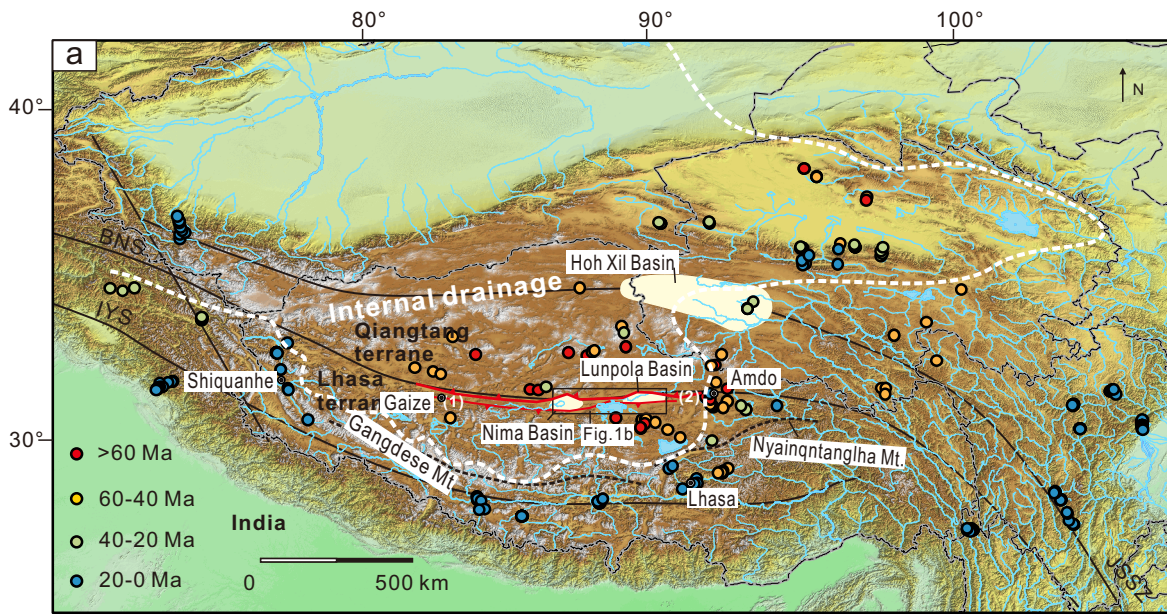 80°
90°
100°
a
40°
N
BNS
Hoh Xil Basin
Internal drainage
IYS
Qiangtang
terrane
Lunpola Basin
Shiquanhe
Lhasa
terrane
Gaize
(1)
(2)
Amdo
30°
Nima Basin
Fig.1b
Gangdese Mt.
Nyainqntanglha Mt.
>60 Ma
60-40 Ma
Lhasa
40-20 Ma
India
20-0 Ma
0
500 km
JSSZ